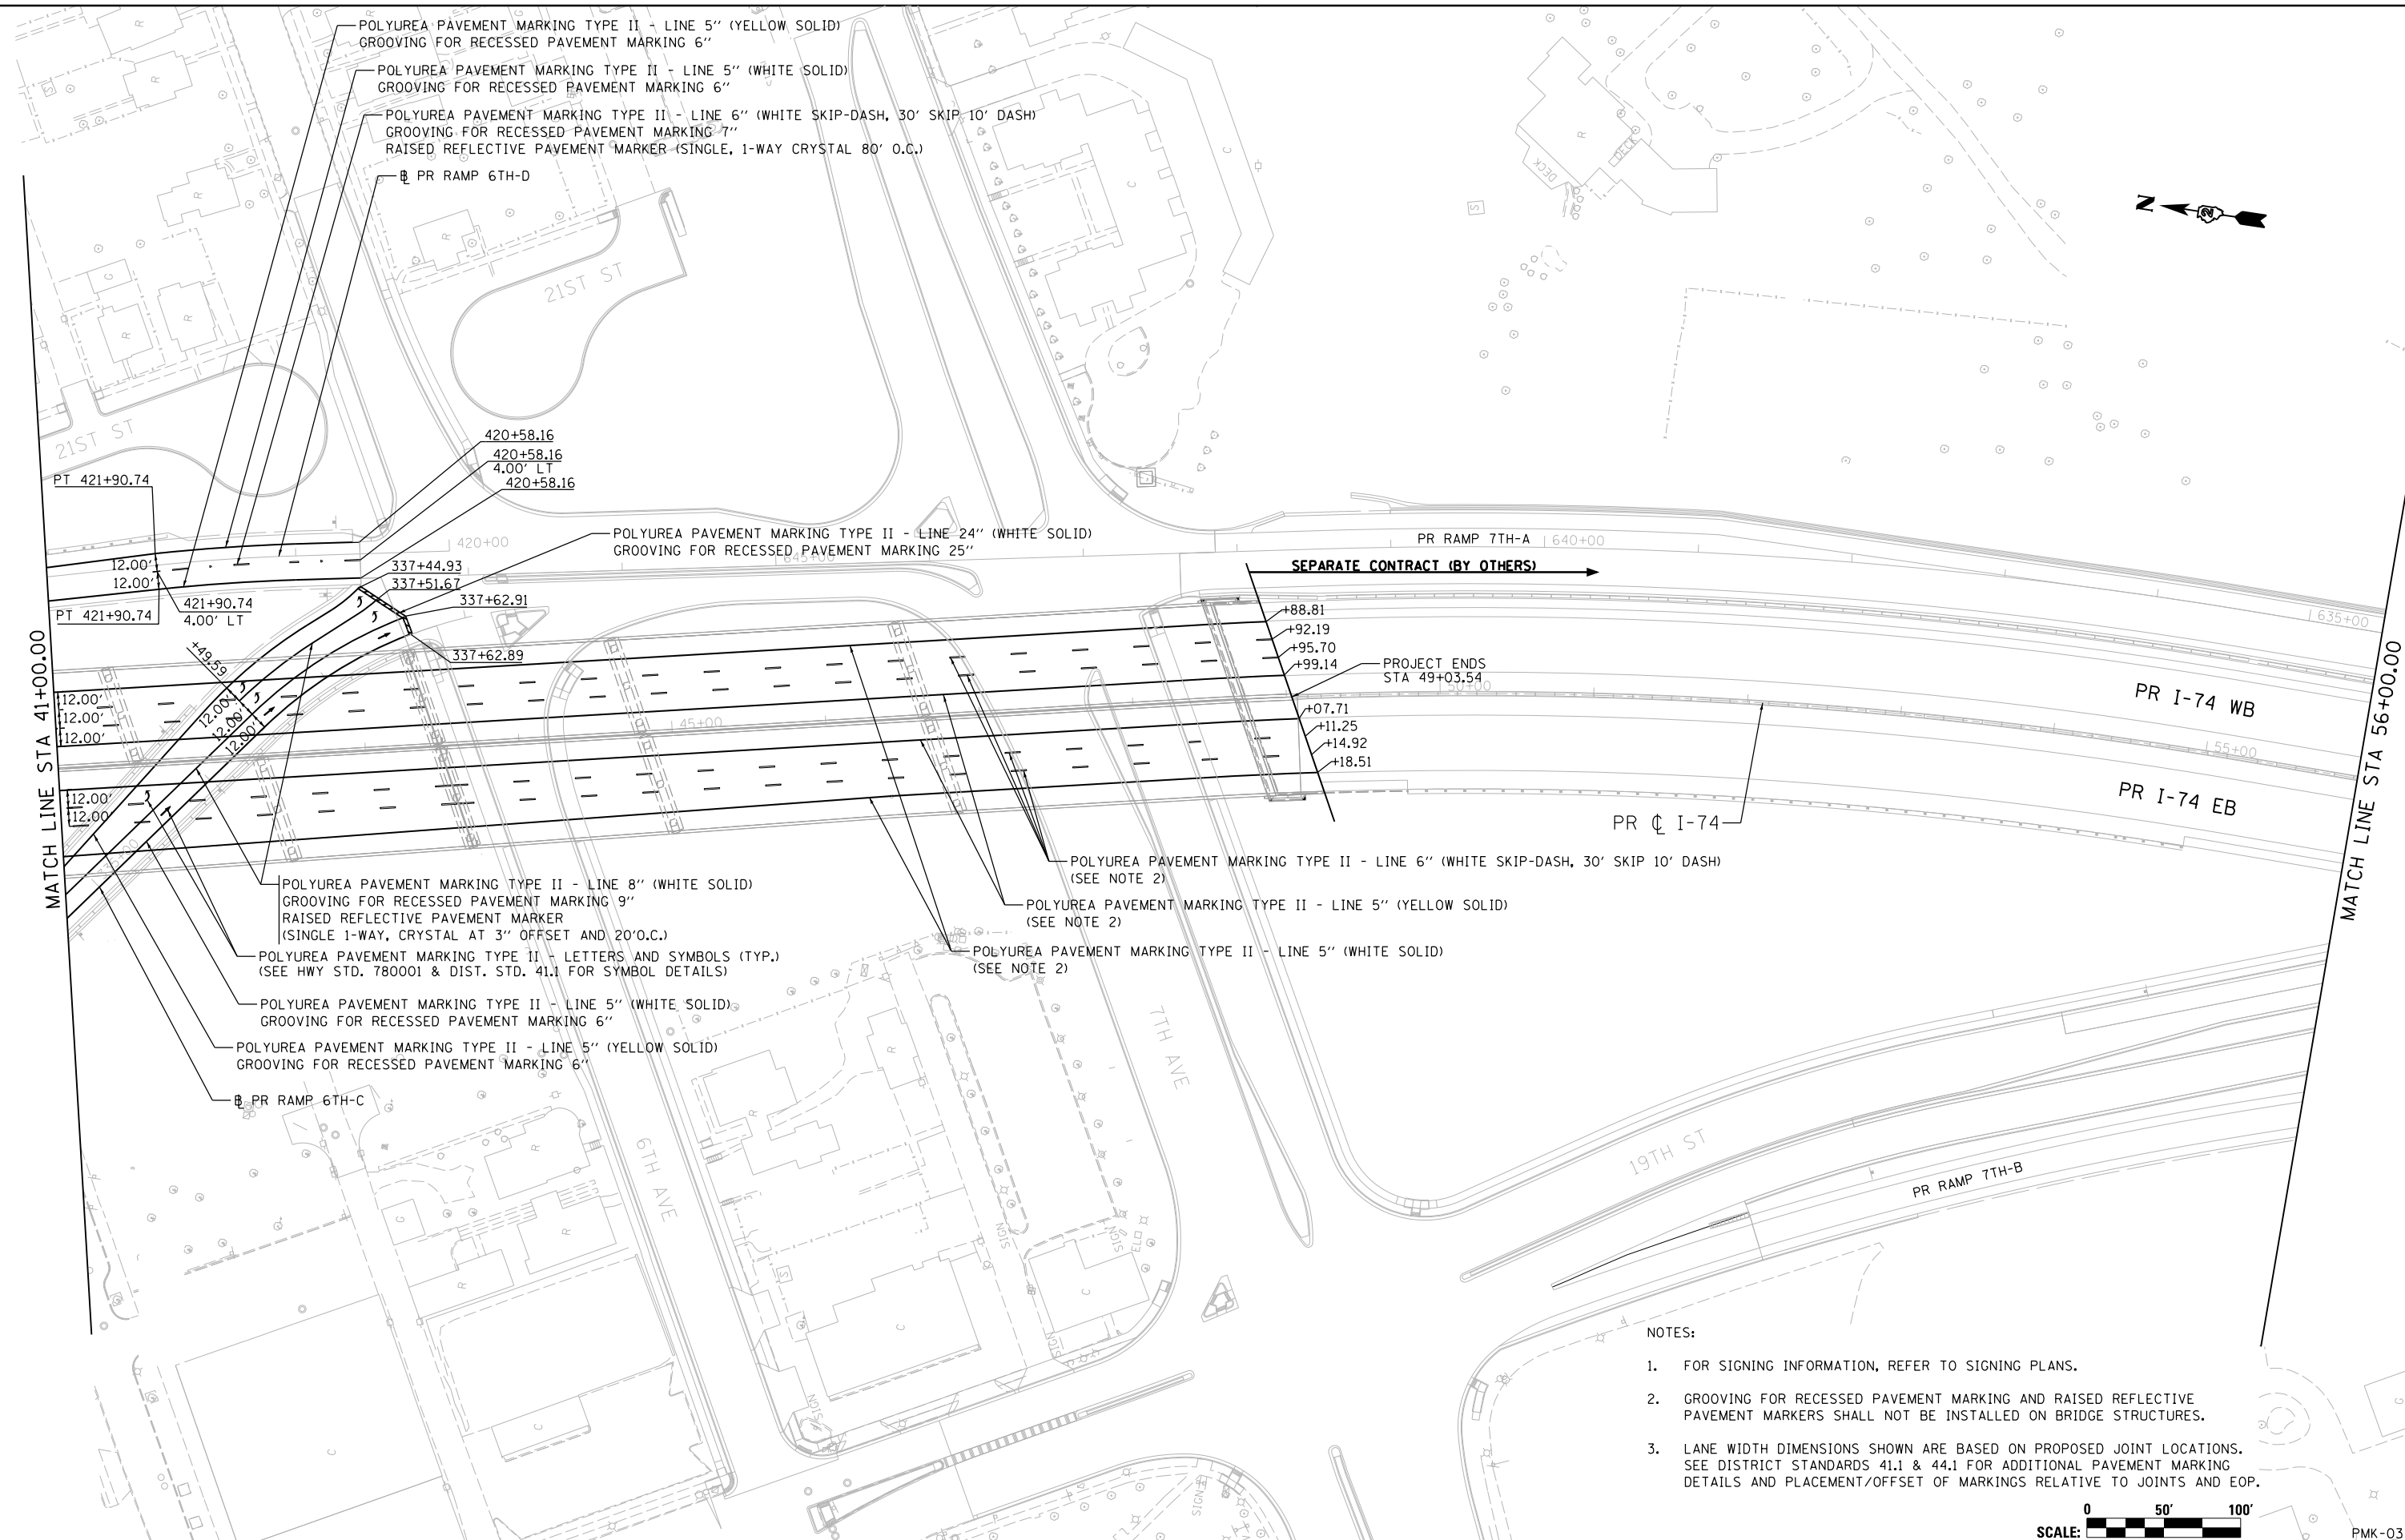 POLYUREA PAVEMENT MARKING TYPE II - LINE 5'' (YELLOW SOLID)
GROOVING FOR RECESSED PAVEMENT MARKING 6''
POLYUREA PAVEMENT MARKING TYPE II - LINE 5'' (WHITE SOLID)
GROOVING FOR RECESSED PAVEMENT MARKING 6''
POLYUREA PAVEMENT MARKING TYPE II - LINE 6'' (WHITE SKIP-DASH, 30' SKIP 10' DASH)
GROOVING FOR RECESSED PAVEMENT MARKING 7''
RAISED REFLECTIVE PAVEMENT MARKER (SINGLE, 1-WAY CRYSTAL 80' O.C.)
PR RAMP 6TH-D
DECK
DECK
N
2
21ST ST
21ST ST
420+58.16
420+58.16
4.00' LT
420+58.16
PT 421+90.74
POLYUREA PAVEMENT MARKING TYPE II - LINE 24'' (WHITE SOLID)
GROOVING FOR RECESSED PAVEMENT MARKING 25''
420+00
645+00
PR RAMP 7TH-A
640+00
635+00
SEPARATE CONTRACT (BY OTHERS)
12.00'
12.00'
421+90.74
4.00' LT
PT 421+90.74
337+44.93
337+51.67
337+62.91
337+62.89
+49.59
12.00'
12.00'
12.00'
12.00'
12.00'
12.00'
12.00'
12.00'
45+00
50+00
55+00
+88.81
+92.19
+95.70
+99.14
PROJECT ENDS
STA 49+03.54
+07.71
+11.25
+14.92
+18.51
PR I-74 WB
PR I-74 EB
PR ℄ I-74
MATCH LINE STA 41+00.00
MATCH LINE STA 56+00.00
POLYUREA PAVEMENT MARKING TYPE II - LINE 6'' (WHITE SKIP-DASH, 30' SKIP 10' DASH)
(SEE NOTE 2)
POLYUREA PAVEMENT MARKING TYPE II - LINE 5'' (YELLOW SOLID)
(SEE NOTE 2)
POLYUREA PAVEMENT MARKING TYPE II - LINE 5'' (WHITE SOLID)
(SEE NOTE 2)
POLYUREA PAVEMENT MARKING TYPE II - LINE 8'' (WHITE SOLID)
GROOVING FOR RECESSED PAVEMENT MARKING 9''
RAISED REFLECTIVE PAVEMENT MARKER
(SINGLE 1-WAY, CRYSTAL AT 3'' OFFSET AND 20'O.C.)
POLYUREA PAVEMENT MARKING TYPE II - LETTERS AND SYMBOLS (TYP.)
(SEE HWY STD. 780001 & DIST. STD. 41.1 FOR SYMBOL DETAILS)
POLYUREA PAVEMENT MARKING TYPE II - LINE 5'' (WHITE SOLID)
GROOVING FOR RECESSED PAVEMENT MARKING 6''
POLYUREA PAVEMENT MARKING TYPE II - LINE 5'' (YELLOW SOLID)
GROOVING FOR RECESSED PAVEMENT MARKING 6''
PR RAMP 6TH-C
6TH AVE
7TH AVE
19TH ST
PR RAMP 7TH-B
SIGN
SIGN
SIGN
SIGN
SIGN
NOTES:
1. FOR SIGNING INFORMATION, REFER TO SIGNING PLANS.
2. GROOVING FOR RECESSED PAVEMENT MARKING AND RAISED REFLECTIVE
PAVEMENT MARKERS SHALL NOT BE INSTALLED ON BRIDGE STRUCTURES.
3. LANE WIDTH DIMENSIONS SHOWN ARE BASED ON PROPOSED JOINT LOCATIONS.
SEE DISTRICT STANDARDS 41.1 & 44.1 FOR ADDITIONAL PAVEMENT MARKING
DETAILS AND PLACEMENT/OFFSET OF MARKINGS RELATIVE TO JOINTS AND EOP.
0 50' 100'
SCALE:
PMK-03